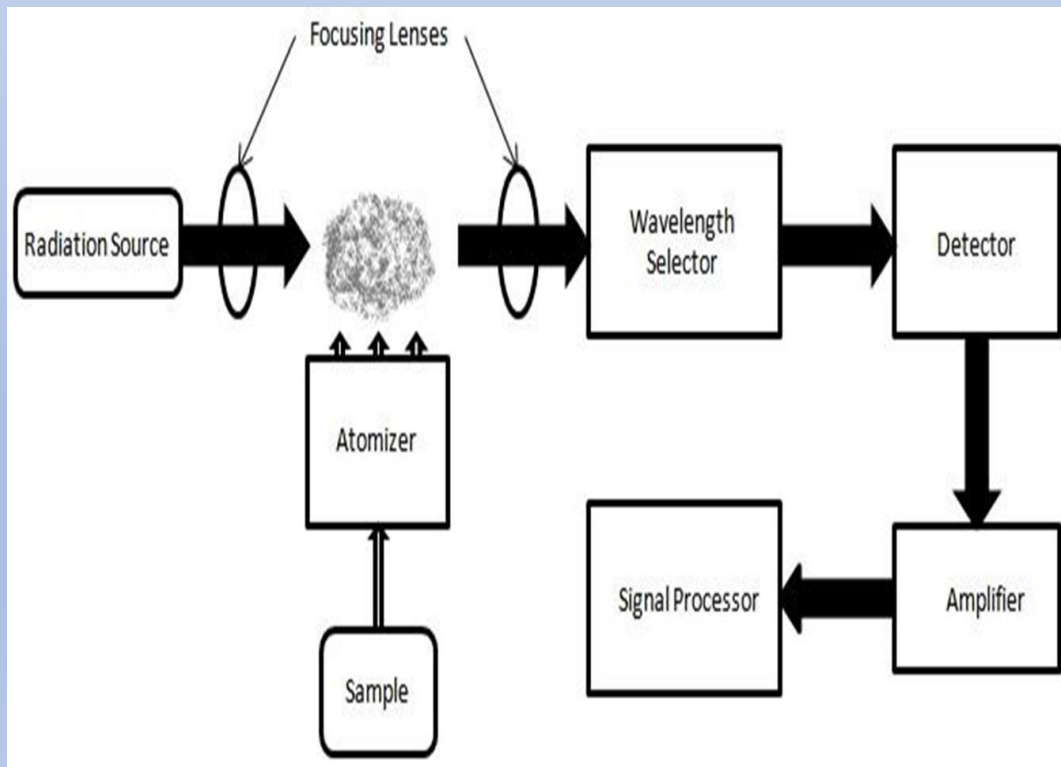 Focusing Lenses
Radiation Source
Wavelength
Selector
Detector
Atomizer
Signal Processor
Amplifier
Sample